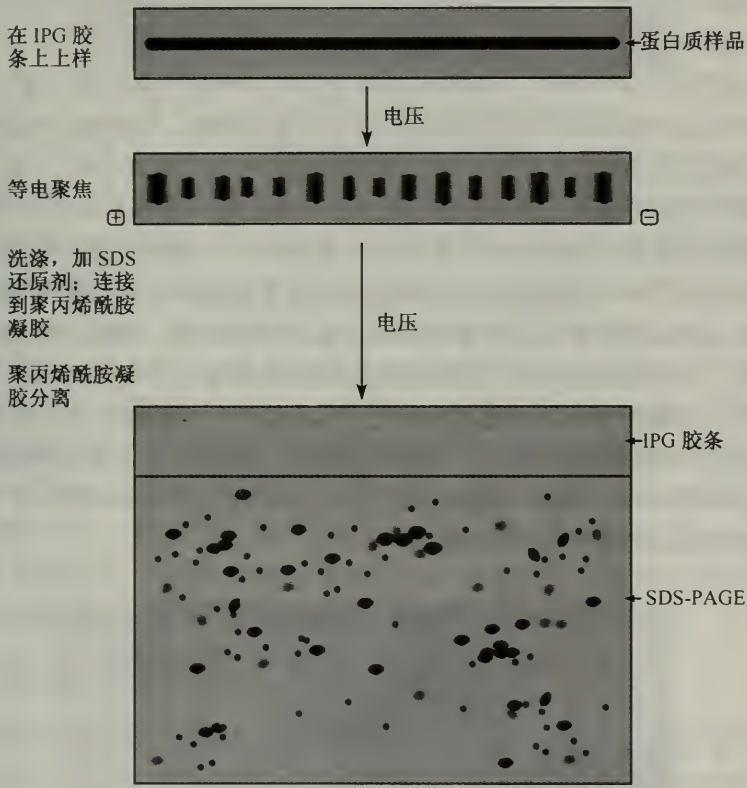 在 IPG 胶
条上上样
蛋白质样品
电压
等电聚焦
+
−
洗涤，加 SDS
还原剂；连接
到聚丙烯酰胺
凝胶
电压
聚丙烯酰胺凝
胶分离
IPG 胶条
SDS-PAGE